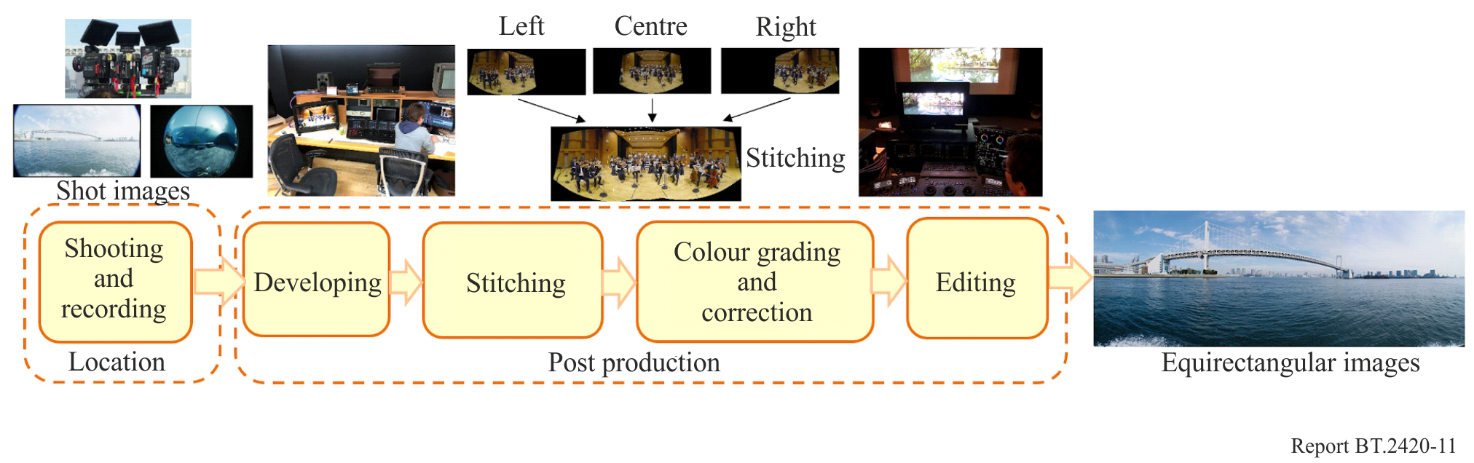 Left
Centre
Right
Stitching
Shot images
Shooting
and
recording
Location
Developing
Stitching
Colour grading
and
correction
Editing
Post production
Equirectangular images
Report BT.2420-11